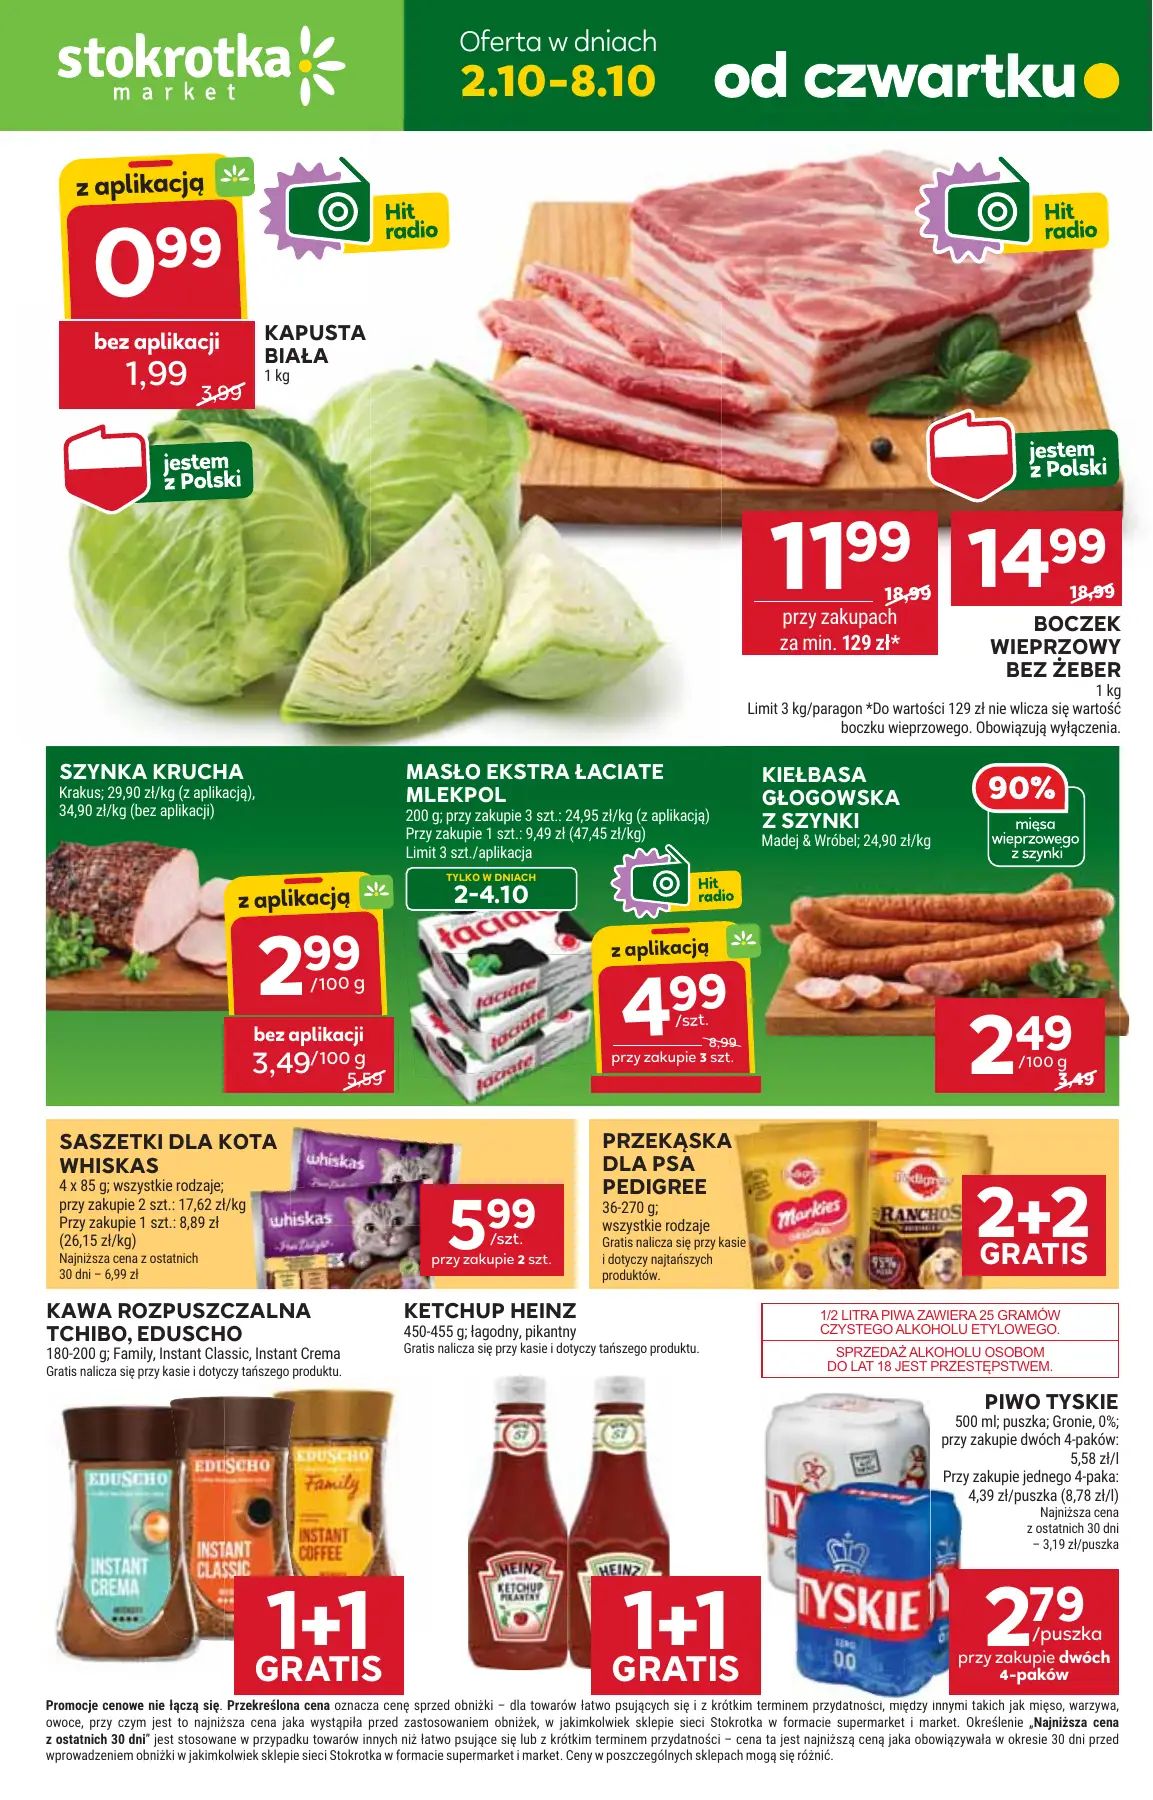 stokrotka
market
Oferta w dniach
2.10-8.10
od czwartku
z aplikacją
0 99
bez aplikacji
1,99
3,99
Hit
radio
KAPUSTA
BIAŁA
1 kg
jestem
z Polski
Hit
radio
jestem
z Polski
11 99
18,99
przy zakupach
za min. 129 zł*
14 99
18,99
BOCZEK
WIEPRZOWY
BEZ ŻEBER
1 kg
Limit 3 kg/paragon *Do wartości 129 zł nie wlicza się wartość
boczku wieprzowego. Obowiązują wyłączenia.
SZYNKA KRUCHA
Krakus; 29,90 zł/kg (z aplikacją),
34,90 zł/kg (bez aplikacji)
z aplikacją
2 99
/100 g
bez aplikacji
3,49/100 g
5,59
MASŁO EKSTRA ŁACIATE
MLEKPOL
200 g; przy zakupie 3 szt.: 24,95 zł/kg (z aplikacją)
Przy zakupie 1 szt.: 9,49 zł (47,45 zł/kg)
Limit 3 szt./aplikacja
TYLKO W DNIACH
2-4.10
Hit
radio
łaciate
łaciate
łaciate
z aplikacją
4 99
/szt.
8,99
przy zakupie 3 szt.
KIEŁBASA
GŁOGOWSKA
Z SZYNKI
Madej & Wróbel; 24,90 zł/kg
90%
mięsa
wieprzowego
z szynki
2 49
/100 g
3,49
SASZETKI DLA KOTA
WHISKAS
4 x 85 g; wszystkie rodzaje;
przy zakupie 2 szt.: 17,62 zł/kg
Przy zakupie 1 szt.: 8,89 zł
(26,15 zł/kg)
Najniższa cena z ostatnich
30 dni – 6,99 zł
whiskas
whiskas
Pure Delight
5 99
/szt.
przy zakupie 2 szt.
PRZEKĄSKA
DLA PSA
PEDIGREE
36-270 g;
wszystkie rodzaje
Gratis nalicza się przy kasie
i dotyczy najtańszych
produktów.
Pedigree
Markies
ORIGINAL
Pedigree
RANCHOS
2+2
GRATIS
KAWA ROZPUSZCZALNA
TCHIBO, EDUSCHO
180-200 g; Family, Instant Classic, Instant Crema
Gratis nalicza się przy kasie i dotyczy tańszego produktu.
EDUSCHO
INSTANT
CREMA
EDUSCHO
INSTANT
CLASSIC
EDUSCHO
Family
INSTANT
COFFEE
1+1
GRATIS
KETCHUP HEINZ
450-455 g; łagodny, pikantny
Gratis nalicza się przy kasie i dotyczy tańszego produktu.
57
57
HEINZ
KETCHUP
PIKANTNY
HEINZ
1+1
GRATIS
1/2 LITRA PIWA ZAWIERA 25 GRAMÓW
CZYSTEGO ALKOHOLU ETYLOWEGO.
SPRZEDAŻ ALKOHOLU OSOBOM
DO LAT 18 JEST PRZESTĘPSTWEM.
PIWO TYSKIE
500 ml; puszka; Gronie, 0%;
przy zakupie dwóch 4-paków:
5,58 zł/l
Przy zakupie jednego 4-paka:
4,39 zł/puszka (8,78 zł/l)
Najniższa cena
z ostatnich 30 dni
– 3,19 zł/puszka
TYSKIE
0.0
2 79
/puszka
przy zakupie dwóch
4-paków
Promocje cenowe nie łączą się. Przekreślona cena oznacza cenę sprzed obniżki – dla towarów łatwo psujących się i z krótkim terminem przydatności, między innymi takich jak mięso, warzywa,
owoce, przy czym jest to najniższa cena jaka wystąpiła przed zastosowaniem obniżek, w jakimkolwiek sklepie sieci Stokrotka w formacie supermarket i market. Określenie „Najniższa cena
z ostatnich 30 dni” jest stosowane w przypadku towarów innych niż łatwo psujące się lub z krótkim terminem przydatności – cena ta jest najniższą ceną jaka obowiązywała w okresie 30 dni przed
wprowadzeniem obniżki w jakimkolwiek sklepie sieci Stokrotka w formacie supermarket i market. Ceny w poszczególnych sklepach mogą się różnić.